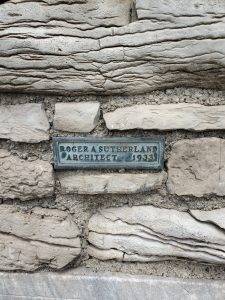 ROGER A SUTHERLAND
ARCHITECT 1933